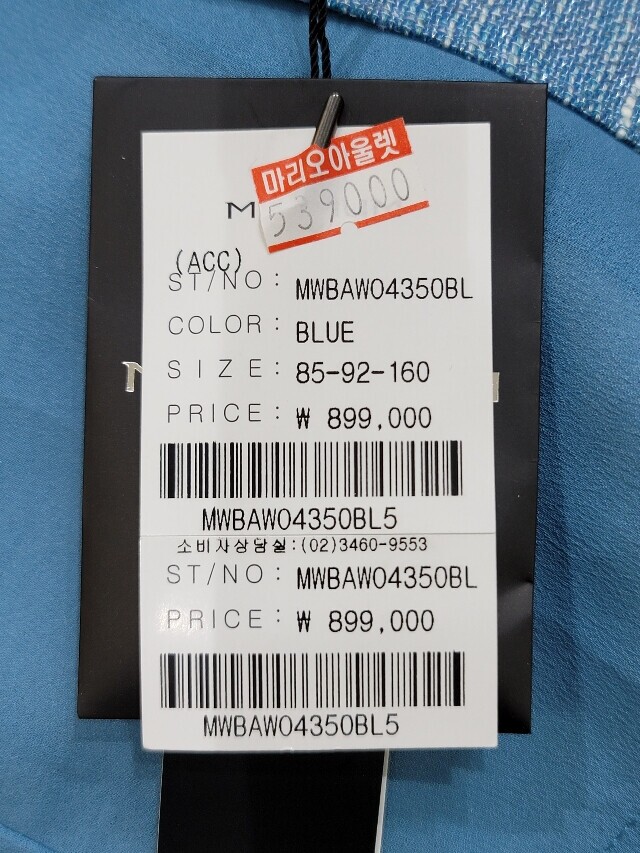 마리오아울렛
539000
M
(ACC)
ST/NO: MWBAW04350BL
COLOR: BLUE
SIZE: 85-92-160
PRICE: ₩ 899,000
MWBAW04350BL5
소비자상담실:(02)3460-9553
ST/NO: MWBAW04350BL
PRICE: ₩ 899,000
MWBAW04350BL5